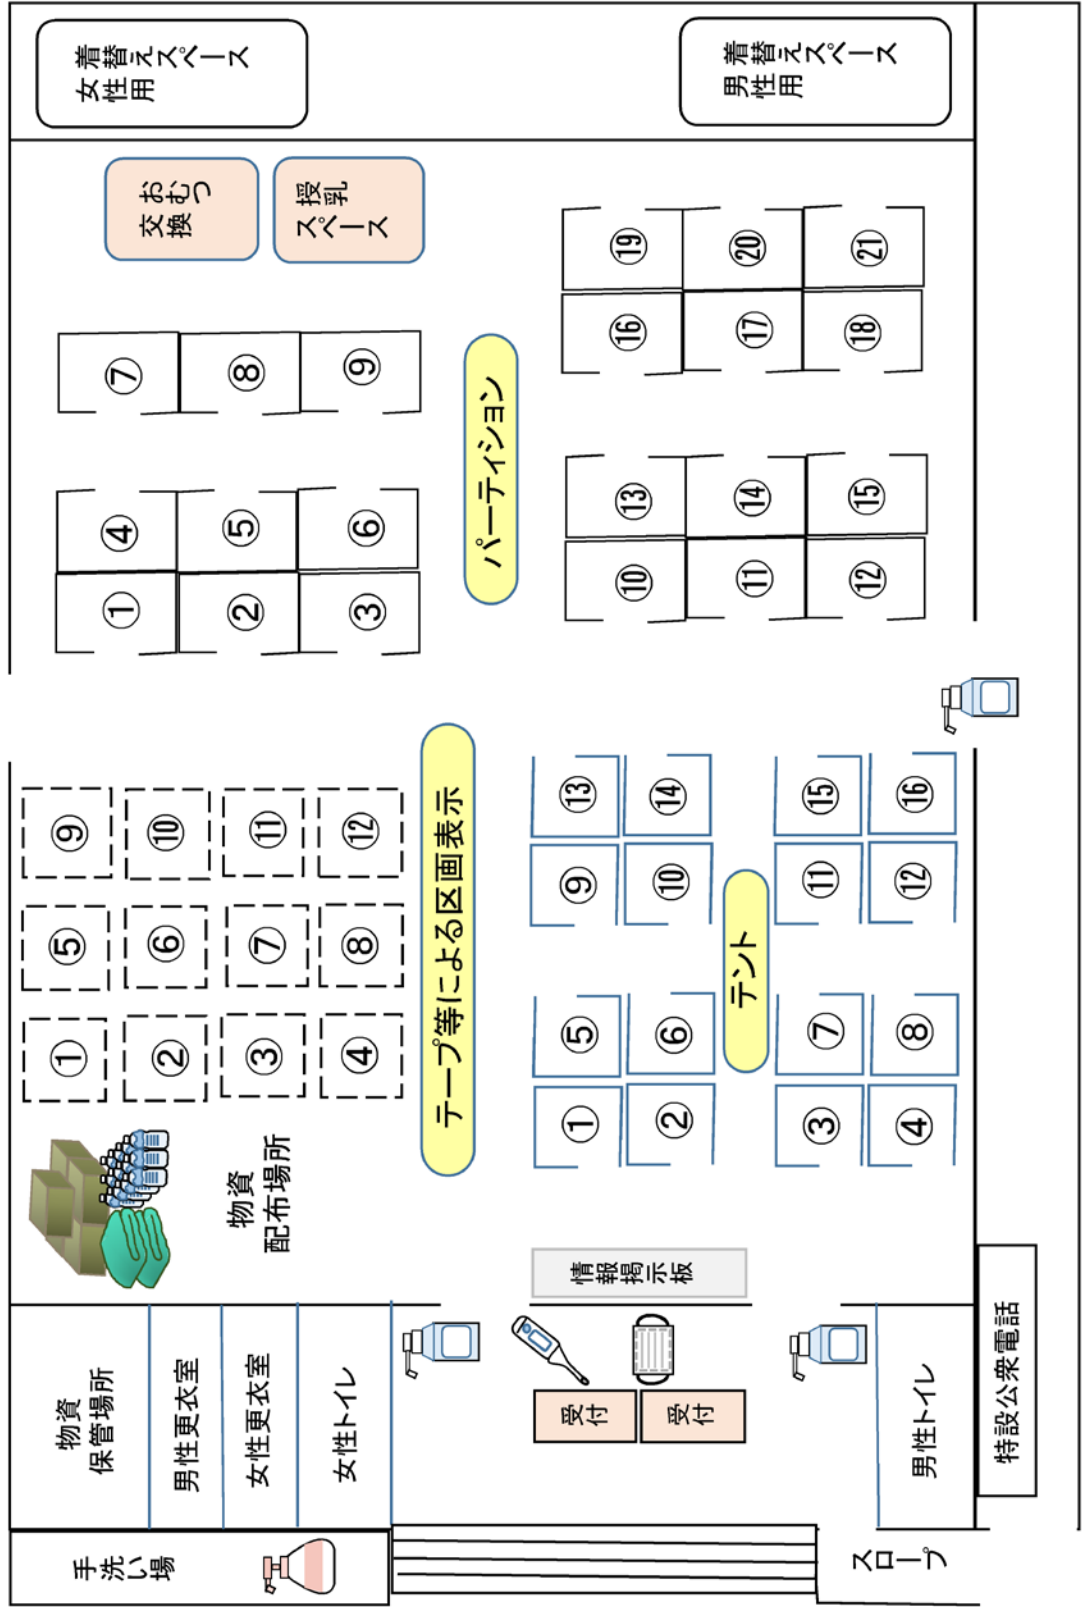 手洗い場
スロープ
物資
保管場所
男性更衣室
女性更衣室
女性トイレ
受付
受付
男性トイレ
特設公衆電話
情報掲示板
物資
配布場所
①
⑤
⑨
②
⑥
⑩
③
⑦
⑪
④
⑧
⑫
テープ等による区画表示
①
⑤
⑨
⑬
②
⑥
⑩
⑭
テント
③
⑦
⑪
⑮
④
⑧
⑫
⑯
①
④
⑦
②
⑤
⑧
③
⑥
⑨
パーティション
⑩
⑬
⑯
⑲
⑪
⑭
⑰
⑳
⑫
⑮
⑱
㉑
おむつ
交換
授乳
スペース
着替えスペース
女性用
着替えスペース
男性用